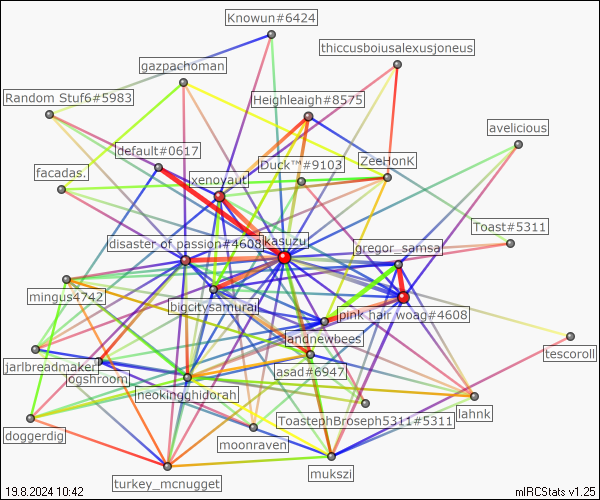 Knowun#6424
thiccusboiusalexusjoneus
gazpachoman
Random Stuf6#5983
Heighleaigh#8575
avelicious
default#0617
Duck™#9103
ZeeHonK
facadas.
xenoyaut
Toast#5311
disaster of passion#4608
kasuzu
gregor_samsa
mingus4742
bigcitysamurai
pink hair woag#4608
landnewbees
tescoroll
jarlbreadmaker
ogshroom
asad#6947
neokingghidorah
ToastephBroseph5311#5311
lahnk
doggerdig
moonraven
mukszi
turkey_mcnugget
19.8.2024 10:42
mIRCStats v1.25